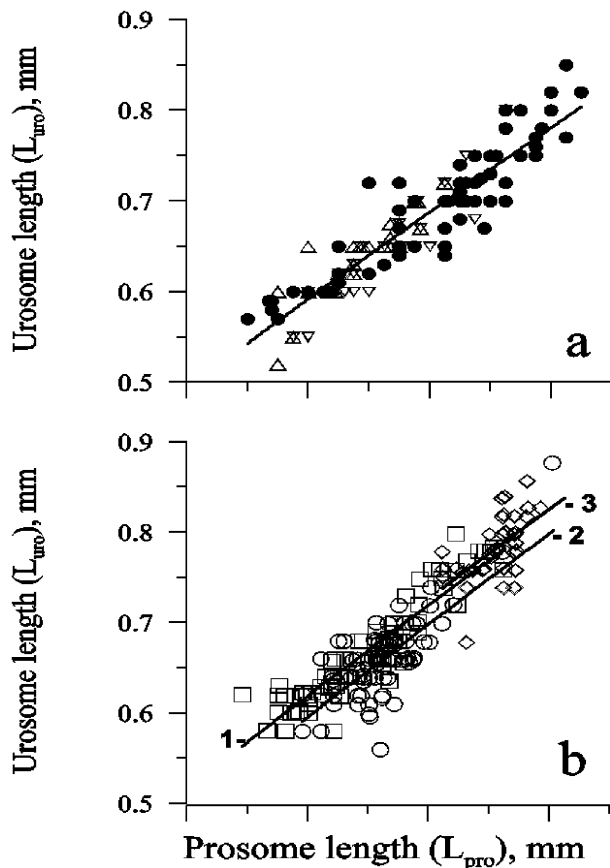 0.9
0.8
0.7
0.6
0.5
Urosome length (Luro), mm
a
0.9
0.8
0.7
0.6
0.5
Urosome length (Luro), mm
- 3
- 2
1-
b
Prosome length (Lpro), mm